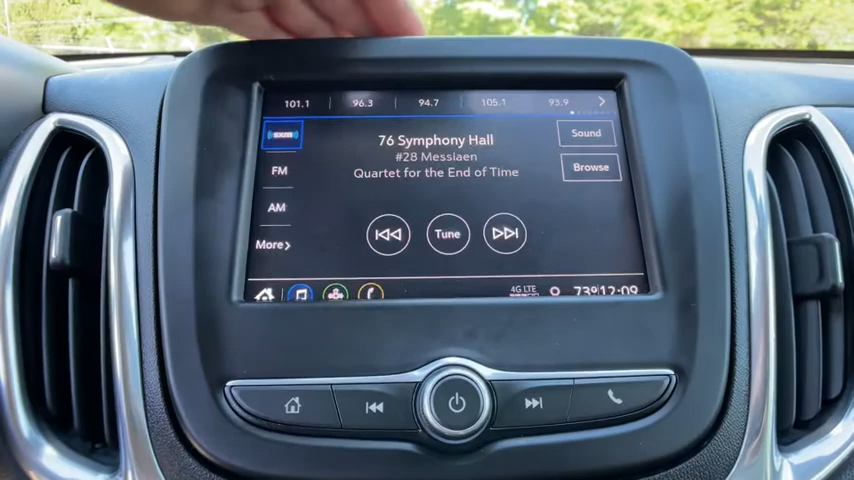 101.1 96.3 94.7 105.1 93.9
sxm
76 Symphony Hall
Sound
#28 Messiaen
FM
Quartet for the End of Time
Browse
AM
More
Tune
4G LTE
73° 12:09